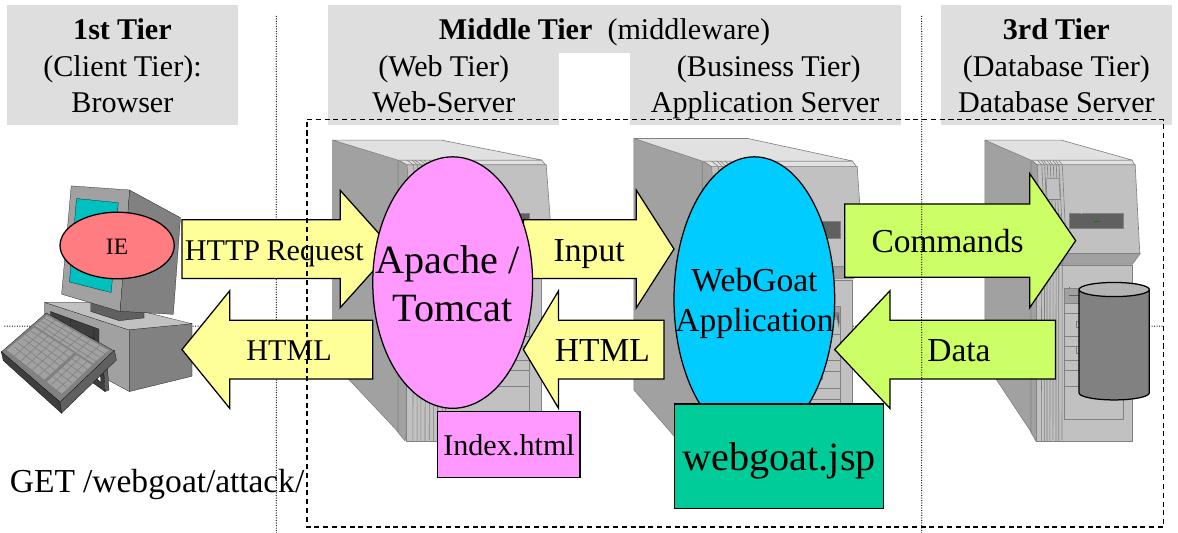 1st Tier
(Client Tier):
Browser
Middle Tier (middleware)
(Web Tier)
Web-Server
(Business Tier)
Application Server
3rd Tier
(Database Tier)
Database Server
IE
HTTP Request
Apache /
Tomcat
Input
WebGoat
Application
Commands
HTML
HTML
Data
Index.html
webgoat.jsp
GET /webgoat/attack/